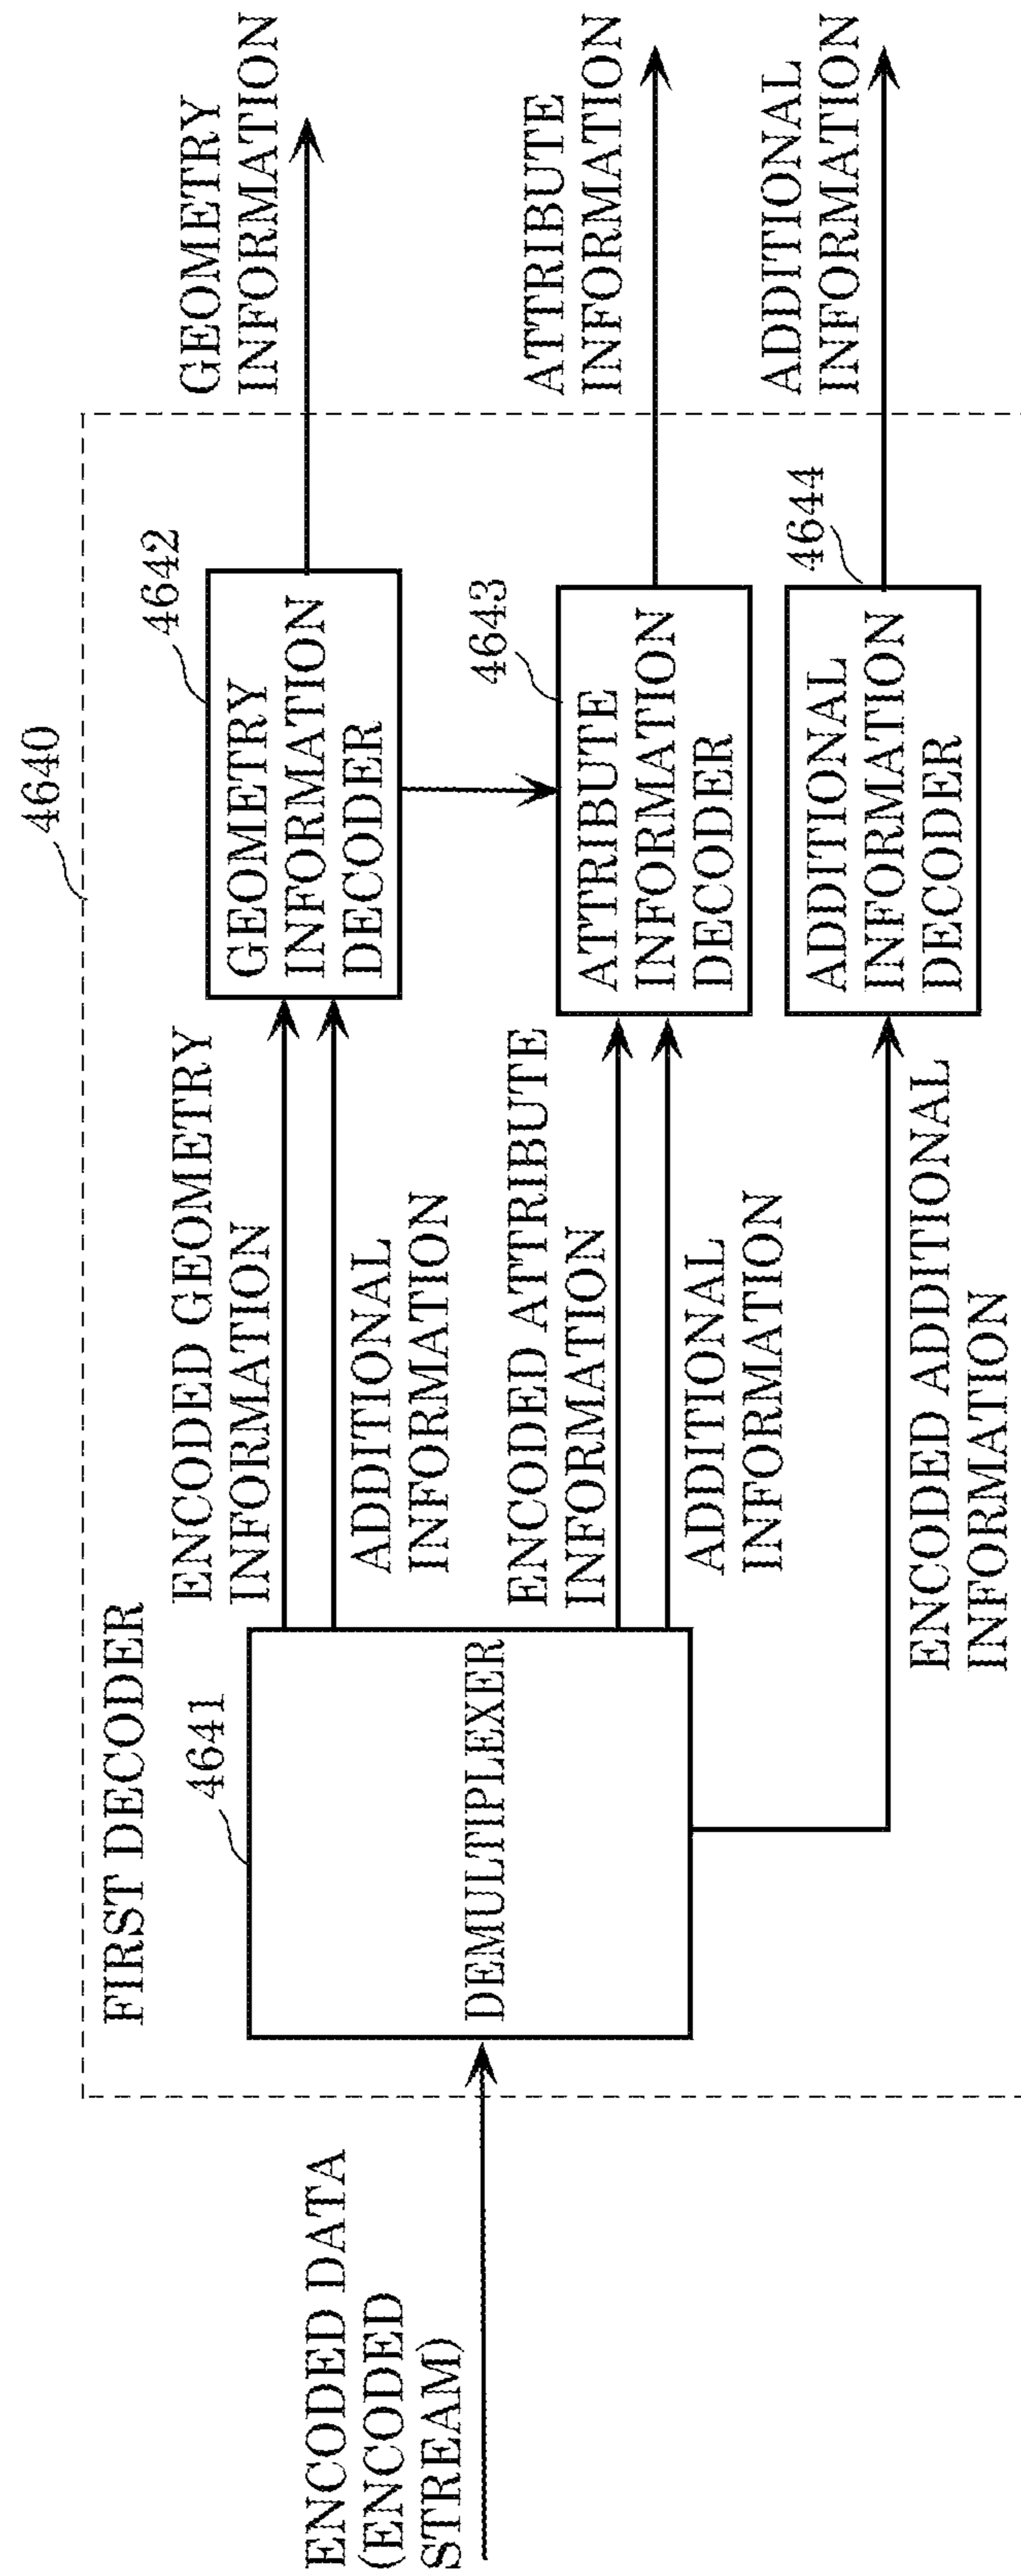 4640
FIRST DECODER
ENCODED DATA
(ENCODED
STREAM)
4641
DEMULTIPLEXER
ENCODED GEOMETRY
INFORMATION
ADDITIONAL
INFORMATION
4642
GEOMETRY
INFORMATION
DECODER
GEOMETRY
INFORMATION
ENCODED ATTRIBUTE
INFORMATION
ADDITIONAL
INFORMATION
4643
ATTRIBUTE
INFORMATION
DECODER
ATTRIBUTE
INFORMATION
ENCODED ADDITIONAL
INFORMATION
4644
ADDITIONAL
INFORMATION
DECODER
ADDITIONAL
INFORMATION